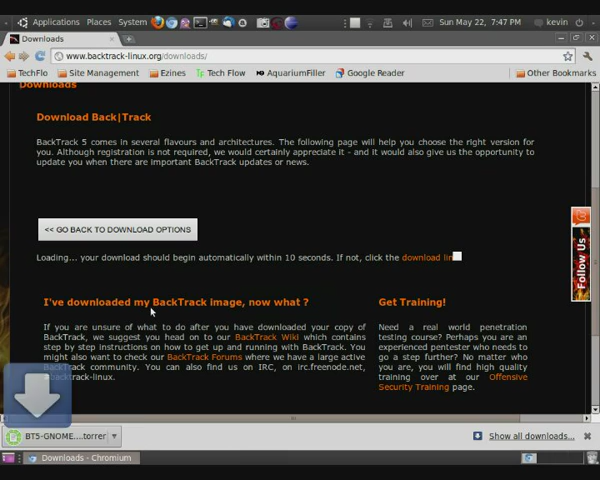 Applications Places System
Sun May 22, 7:47 PM kevin
Downloads
www.backtrack-linux.org/downloads/
TechFlo Site Management Ezines Tech Flow AquariumFiller Google Reader Other Bookmarks
Downloads
Download Back|Track
BackTrack 5 comes in several flavours and architectures. The following page will help you choose the right version for
you. Although registration is not required, we would certainly appreciate it - and it would also give us the opportunity to
update you when there are important BackTrack updates or news.
<< GO BACK TO DOWNLOAD OPTIONS
Loading... your download should begin automatically within 10 seconds. If not, click the download
Follow Us
I've downloaded my BackTrack image, now what ?
If you are unsure of what to do after you have downloaded your copy of
BackTrack, we suggest you head on to our BackTrack Wiki which contains
step by step instructions on how to get up and running with BackTrack. You
might also want to check our BackTrack Forums where we have a large active
BackTrack community. You can also find us on IRC, on irc.freenode.net,
#backtrack-linux.
Get Training!
Need a real world penetration
testing course? Perhaps you are an
experienced pentester who needs to
go a step further? No matter who
you are, you will find high quality
training over at our Offensive
Security Training page.
BT5-GNOME....torrer
Show all downloads...
Downloads - Chromium